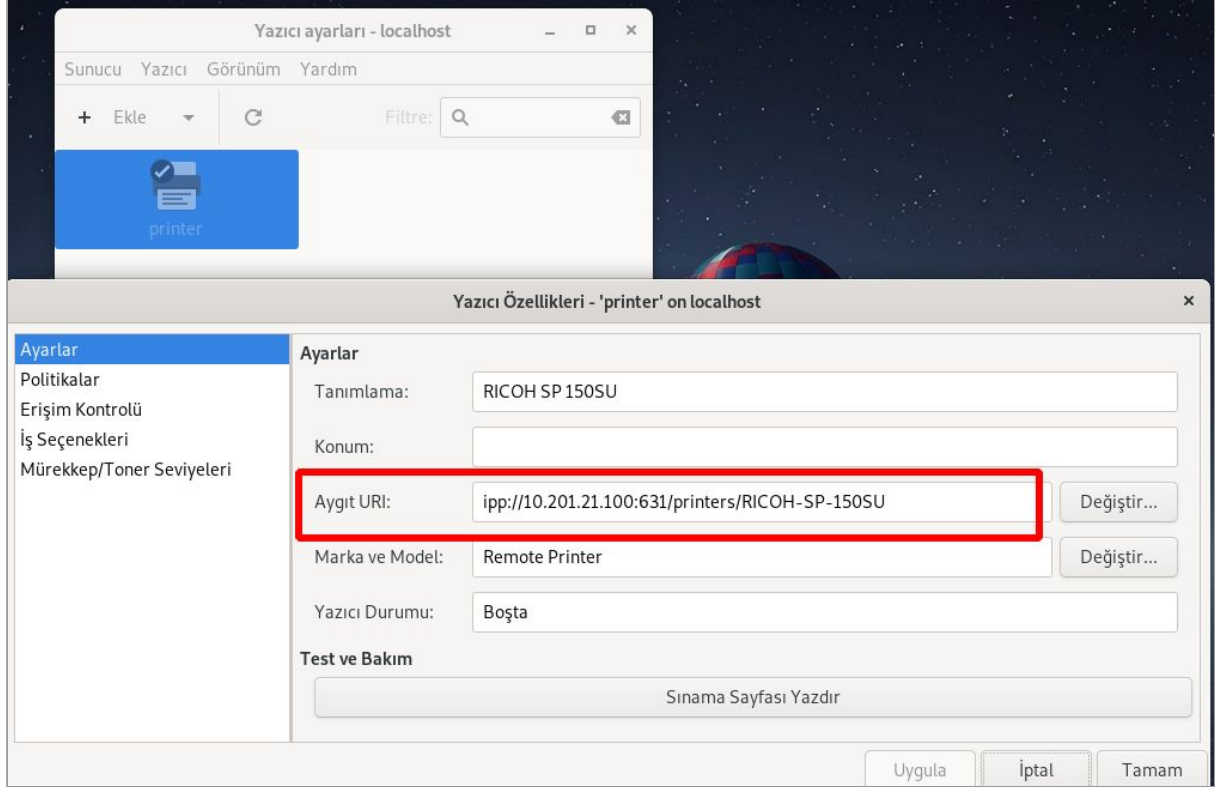 Yazıcı ayarları - localhost
Sunucu Yazıcı Görünüm Yardım
Ekle Filtre:
printer
Yazıcı Özellikleri - 'printer' on localhost
Ayarlar
Politikalar
Erişim Kontrolü
İş Seçenekleri
Mürekkep/Toner Seviyeleri
Ayarlar
Tanımlama: RICOH SP 150SU
Konum:
Aygıt URI: ipp://10.201.21.100:631/printers/RICOH-SP-150SU Değiştir...
Marka ve Model: Remote Printer Değiştir...
Yazıcı Durumu: Boşta
Test ve Bakım
Sınama Sayfası Yazdır
Uygula İptal Tamam